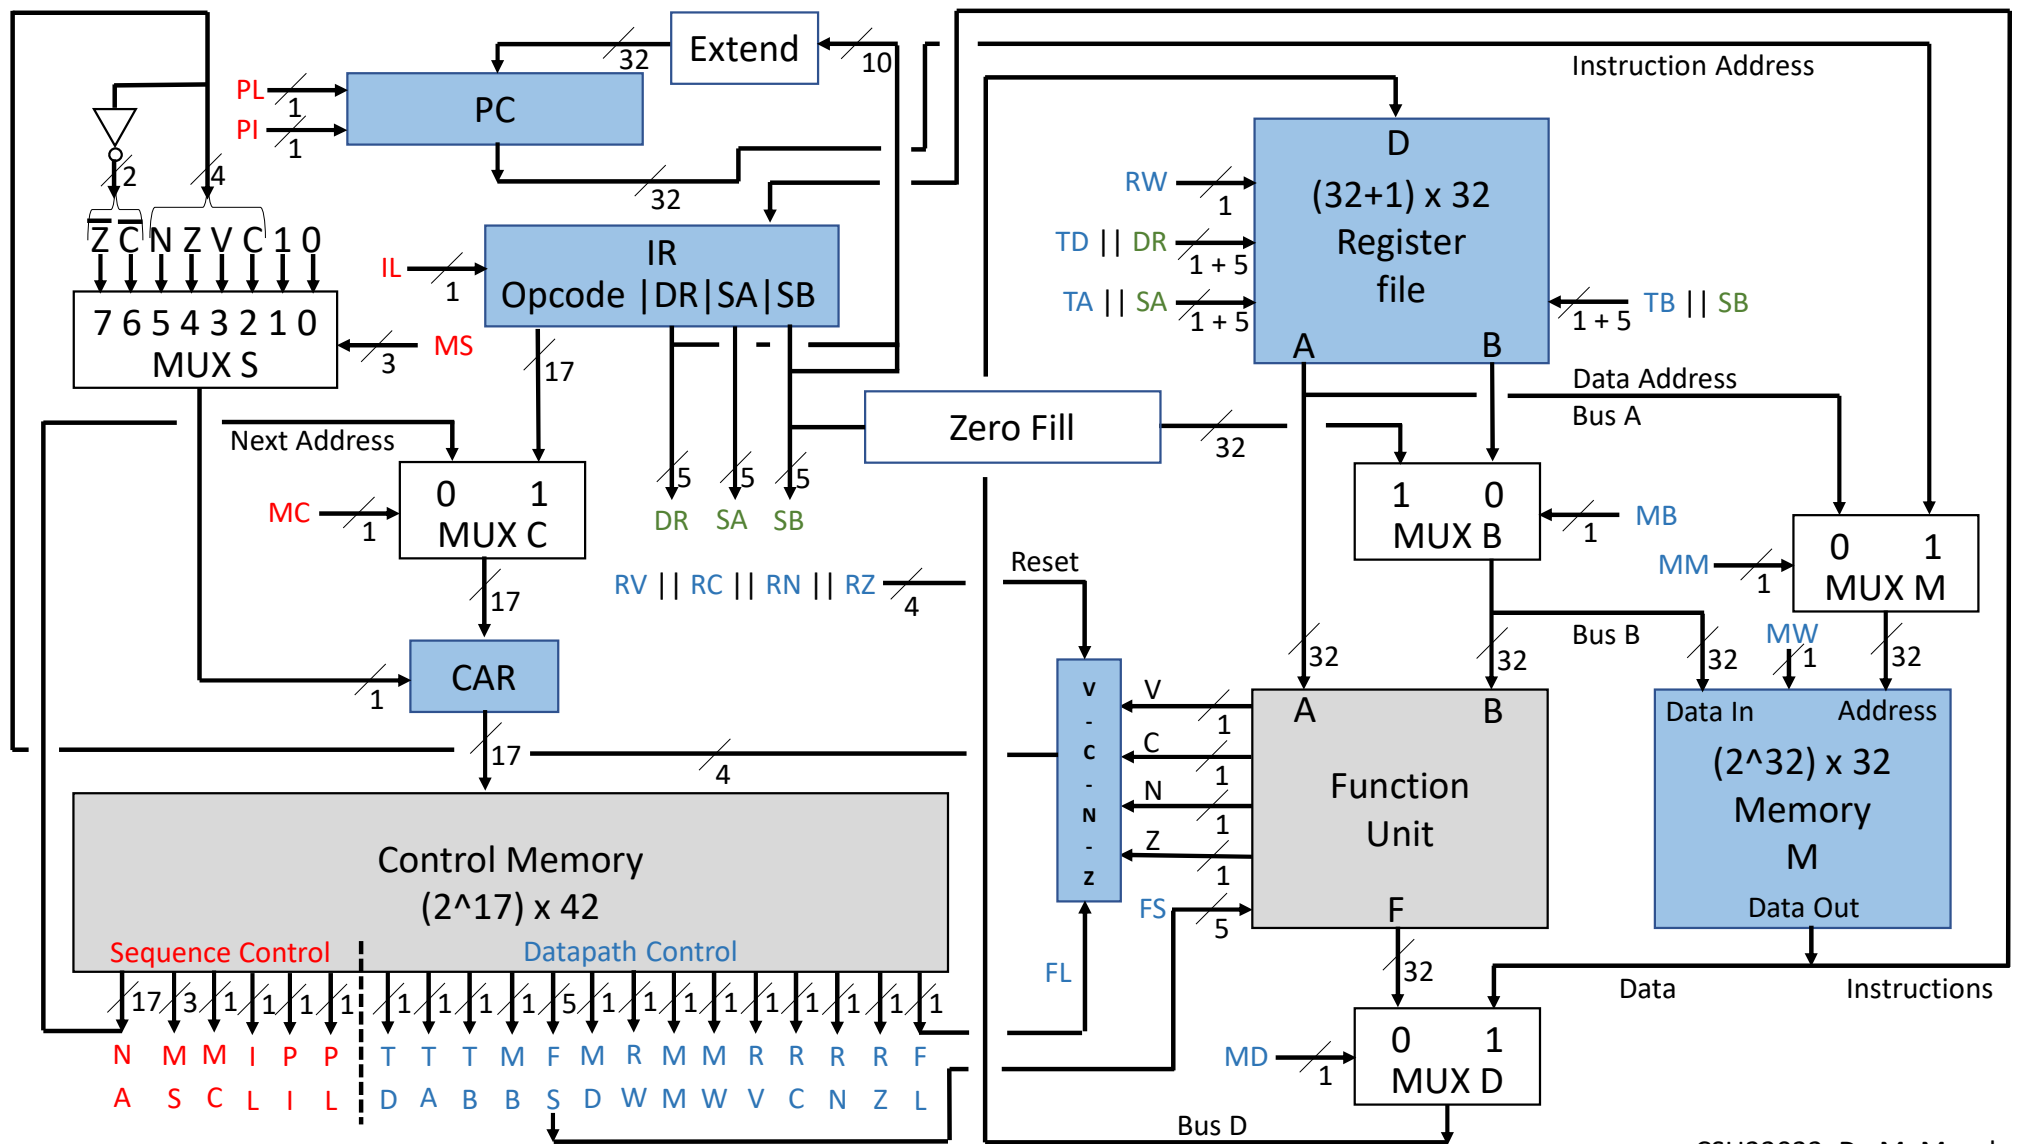 Extend
32
10
Instruction Address
PL
1
PI
1
PC
32
2
4
Z C N Z V C 1 0
7 6 5 4 3 2 1 0
MUX S
3
MS
IL
1
IR
Opcode |DR|SA|SB
17
D
(32+1) x 32
Register
file
A
B
RW
1
TD || DR
1 + 5
TA || SA
1 + 5
TB || SB
1 + 5
Data Address
Bus A
Zero Fill
32
Next Address
0 1
MUX C
MC
1
5
5
5
DR
SA
SB
1 0
MUX B
MB
1
0 1
MUX M
MM
1
Reset
RV || RC || RN || RZ
4
17
1
CAR
17
4
32
32
Bus B
32
MW
1
32
V
-
C
-
N
-
Z
V
1
C
1
N
1
Z
1
FS
5
FL
A
B
Function
Unit
F
Data In
Address
(2^32) x 32
Memory
M
Data Out
Control Memory
(2^17) x 42
Sequence Control
Datapath Control
17 3 1 1 1 1 1 1 1 1 5 1 1 1 1 1 1 1 1 1
N M M I P P T T T M F M R M M R R R R F
A S C L I L D A B B S D W M W V C N Z L
32
Data
Instructions
0 1
MUX D
MD
1
Bus D